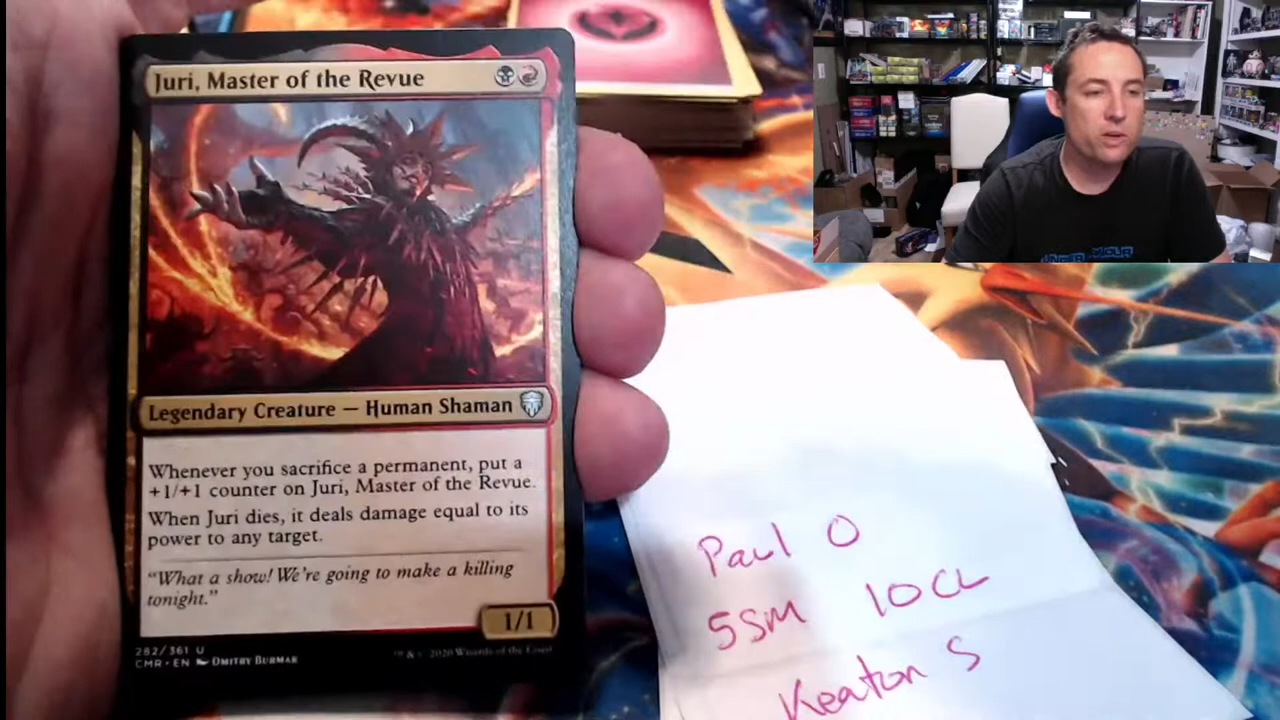 Juri, Master of the Revue
Legendary Creature — Human Shaman
Whenever you sacrifice a permanent, put a
+1/+1 counter on Juri, Master of the Revue.
When Juri dies, it deals damage equal to its
power to any target.
“What a show! We're going to make a killing
tonight.”
1/1
282/361 U
CMR • EN DMITRY BURMAK
™ & © 2020 Wizards of the Coast
Paul O
5SM 10CL
Keaton S
UNDER ARMOUR